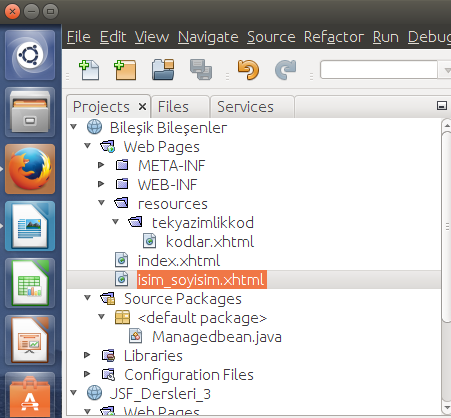 File Edit View Navigate Source Refactor Run Debug
Projects Files Services
Bileşik Bileşenler
Web Pages
META-INF
WEB-INF
resources
tekyazimlikkod
kodlar.xhtml
index.xhtml
isim_soyisim.xhtml
Source Packages
<default package>
Managedbean.java
Libraries
Configuration Files
JSF_Dersleri_3
Web Pages